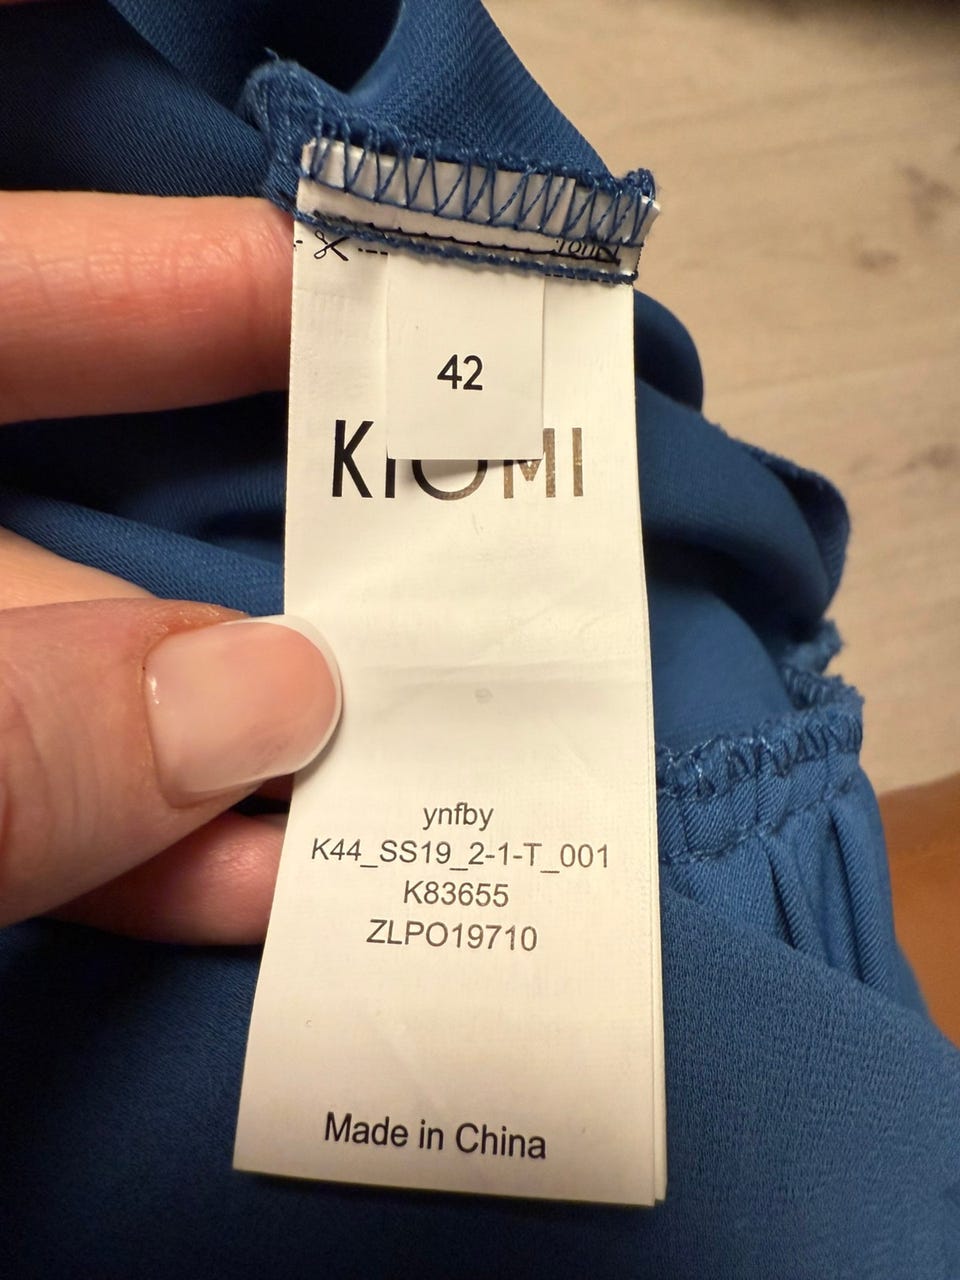 42
KIOMI
ynfby
K44_SS19_2-1-T_001
K83655
ZLPO19710
Made in China